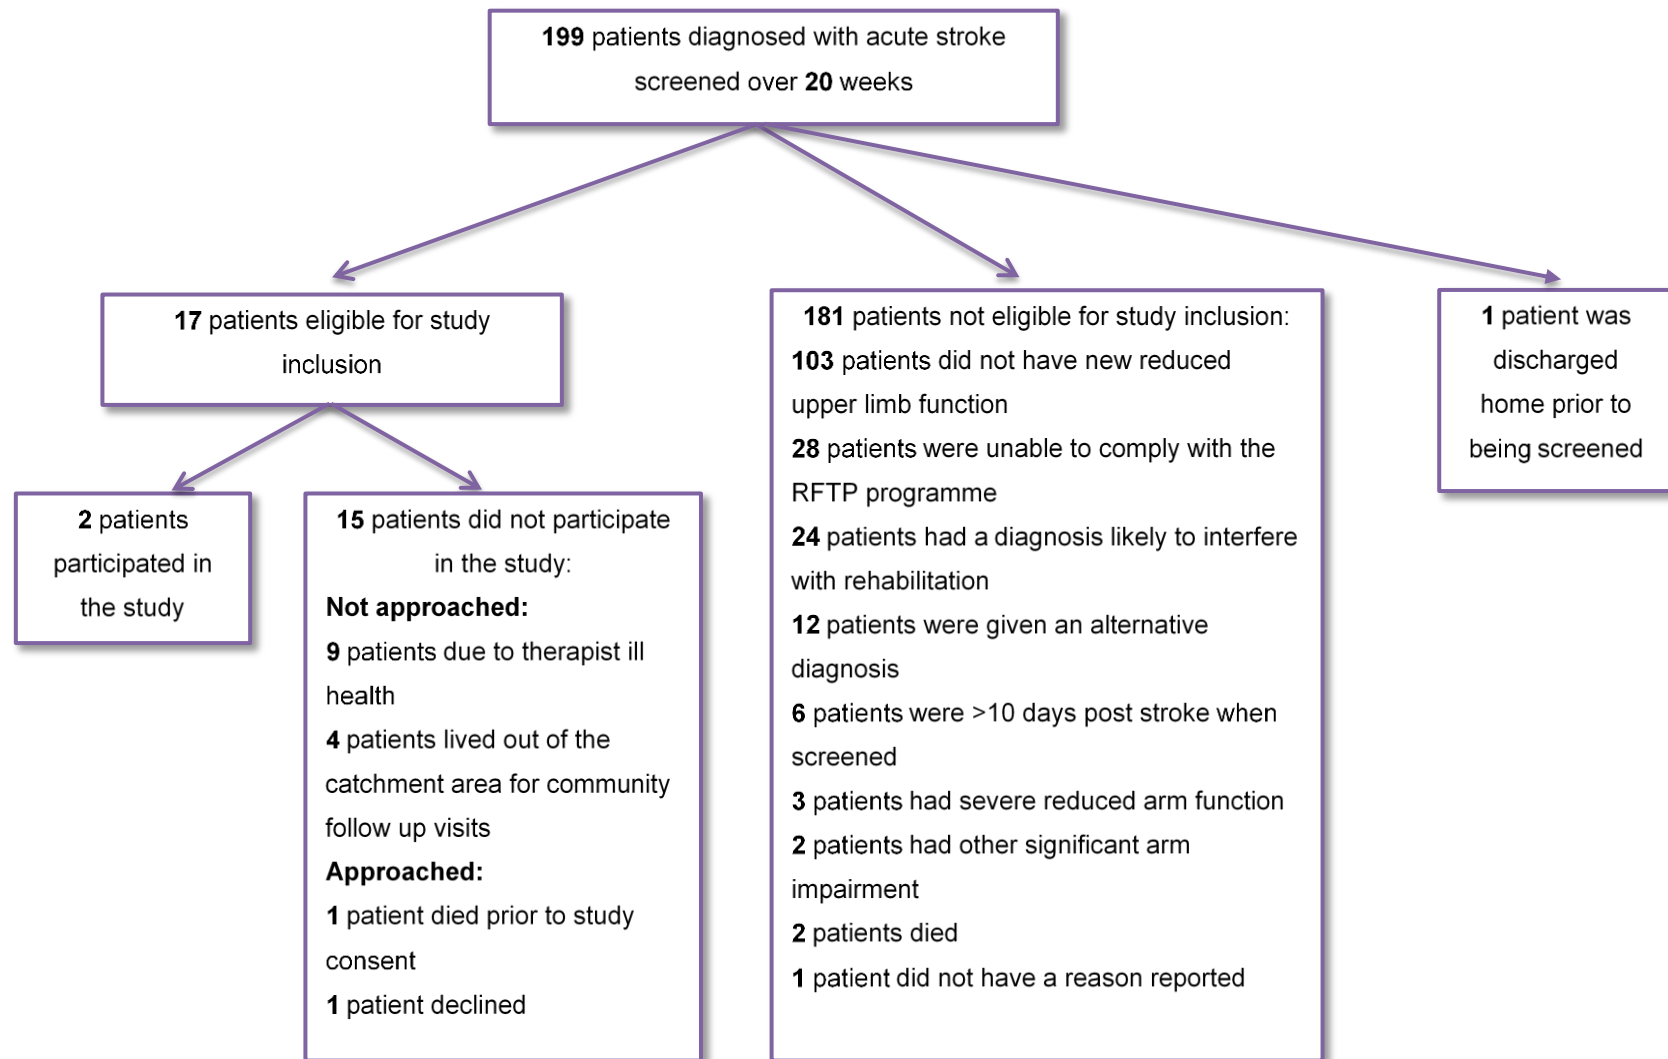 199 patients diagnosed with acute stroke
screened over 20 weeks
17 patients eligible for study
inclusion
2 patients
participated in
the study
15 patients did not participate
in the study:
Not approached:
9 patients due to therapist ill
health
4 patients lived out of the
catchment area for community
follow up visits
Approached:
1 patient died prior to study
consent
1 patient declined
181 patients not eligible for study inclusion:
103 patients did not have new reduced
upper limb function
28 patients were unable to comply with the
RFTP programme
24 patients had a diagnosis likely to interfere
with rehabilitation
12 patients were given an alternative
diagnosis
6 patients were >10 days post stroke when
screened
3 patients had severe reduced arm function
2 patients had other significant arm
impairment
2 patients died
1 patient did not have a reason reported
1 patient was
discharged
home prior to
being screened